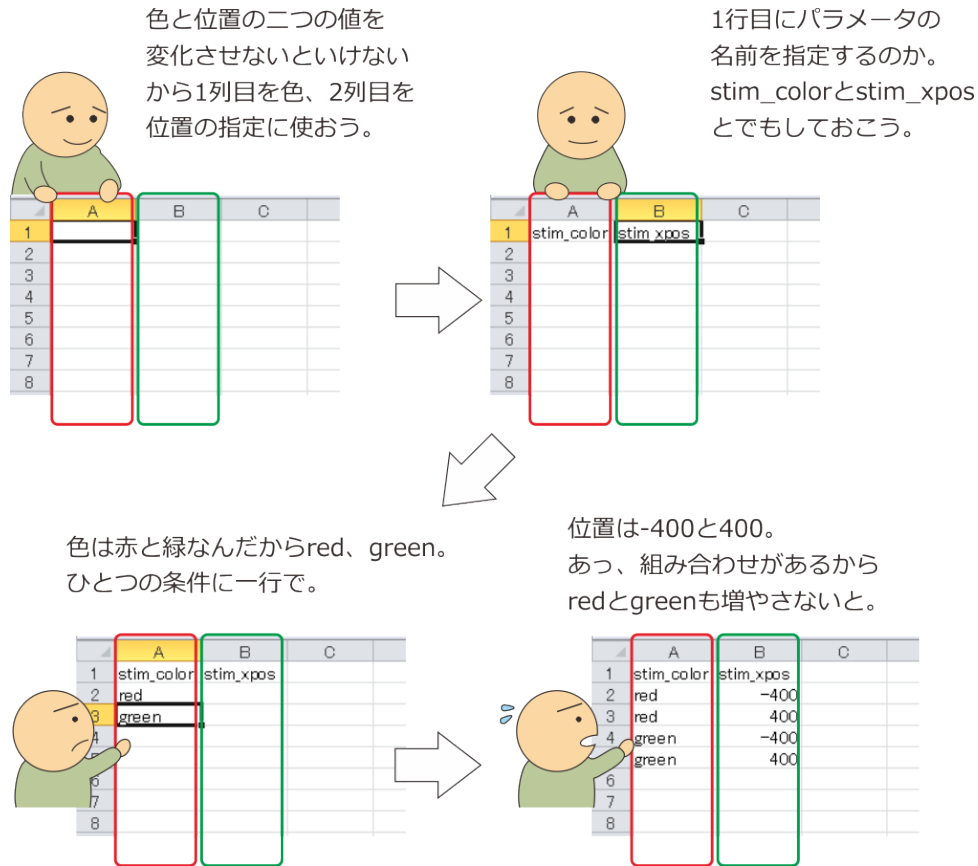 色と位置の二つの値を
変化させないといけない
から1列目を色、2列目を
位置の指定に使おう。
A B C
1
2
3
4
5
6
7
8
1行目にパラメータの
名前を指定するのか。
stim_colorとstim_xpos
とでもしておこう。
A B C
1 stim_color stim_xpos
2
3
4
5
6
7
8
色は赤と緑なんだからred、green。
ひとつの条件に一行で。
A B C
1 stim_color stim_xpos
2 red
3 green
4
5
6
7
8
位置は-400と400。
あっ、組み合わせがあるから
redとgreenも増やさないと。
A B C
1 stim_color stim_xpos
2 red -400
3 red 400
4 green -400
green 400
6
7
8